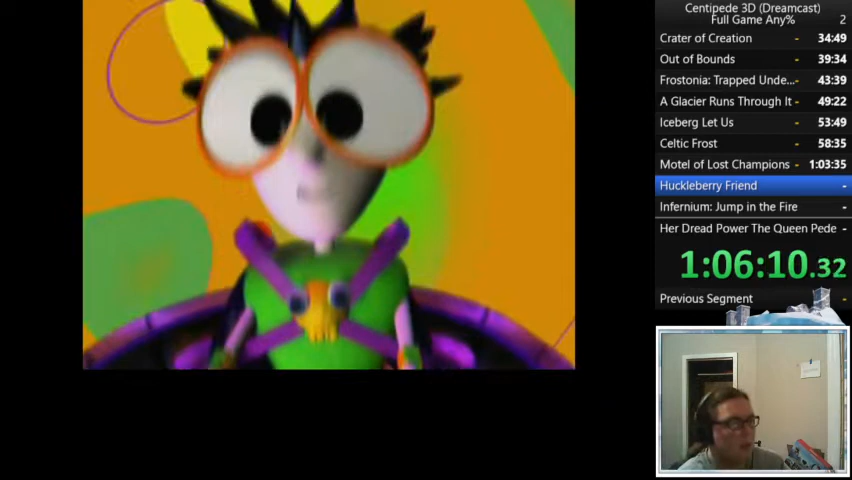 Centipede 3D (Dreamcast)
Full Game Any% 2
Crater of Creation - 34:49
Out of Bounds - 39:34
Frostonia: Trapped Unde... - 43:39
A Glacier Runs Through It - 49:22
Iceberg Let Us - 53:49
Celtic Frost - 58:35
Motel of Lost Champions - 1:03:35
Huckleberry Friend -
Infernium: Jump in the Fire -
Her Dread Power The Queen Pede -
1:06:10.32
Previous Segment -